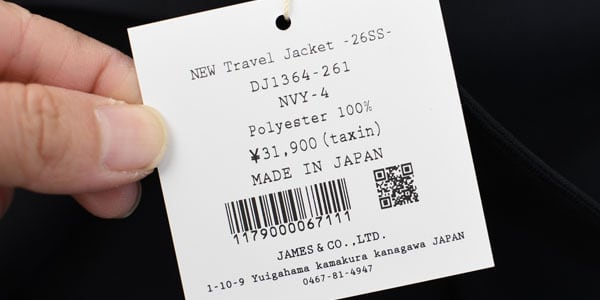 NEW Travel Jacket -26SS-
DJ1364-261
NVY-4
Polyester 100%
¥31,900(taxin)
MADE IN JAPAN
1179000067111
JAMES & CO.,LTD.
1-10-9 Yuigahama kamakura kanagawa JAPAN
0467-81-4947